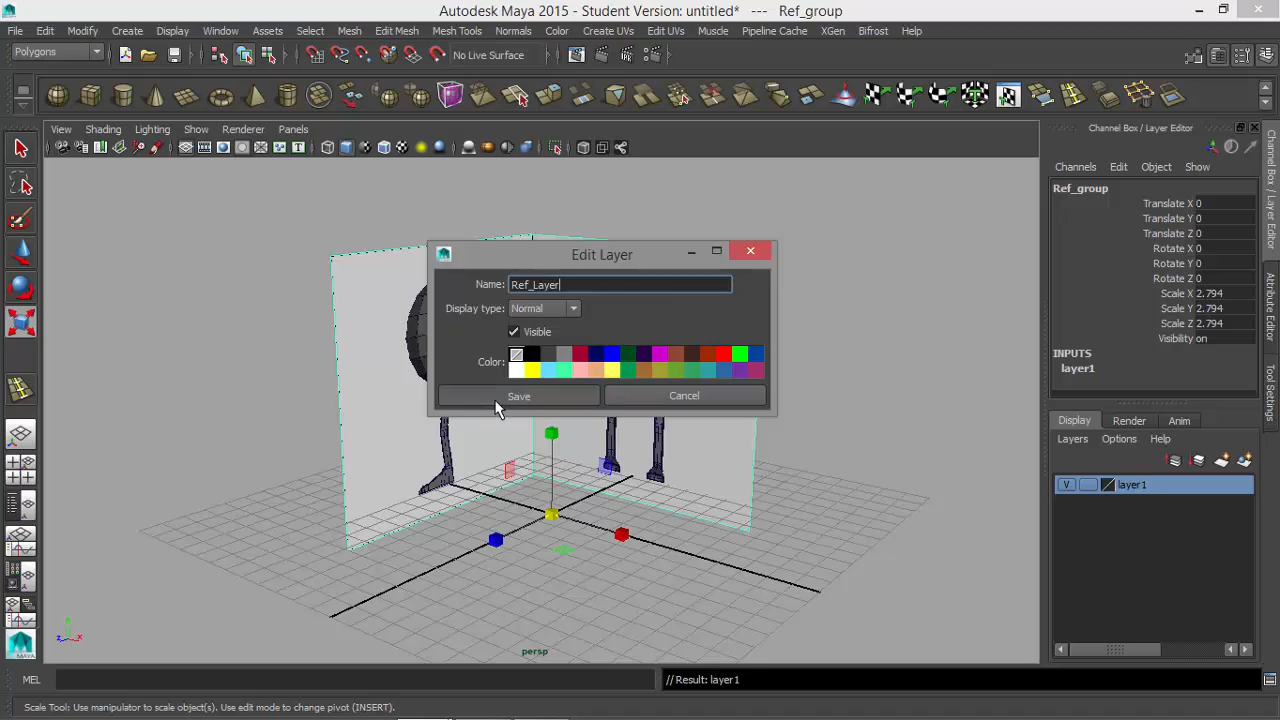 Autodesk Maya 2015 - Student Version: untitled* --- Ref_group
File Edit Modify Create Display Window Assets Select Mesh Edit Mesh Mesh Tools Normals Color Create UVs Edit UVs Muscle Pipeline Cache XGen Bifrost Help
Polygons
No Live Surface
View Shading Lighting Show Renderer Panels
Channel Box / Layer Editor
Channels Edit Object Show
Ref_group
Translate X 0
Translate Y 0
Translate Z 0
Rotate X 0
Rotate Y 0
Rotate Z 0
Scale X 2.794
Scale Y 2.794
Scale Z 2.794
Visibility on
INPUTS
layer1
Display Render Anim
Layers Options Help
V layer1
Channel Box / Layer Editor
Attribute Editor
Tool Settings
Edit Layer
Name: Ref_Layer
Display type: Normal
Visible
Color:
Save Cancel
persp
MAYA
MEL
// Result: layer1
Scale Tool: Use manipulator to scale object(s). Use edit mode to change pivot (INSERT).